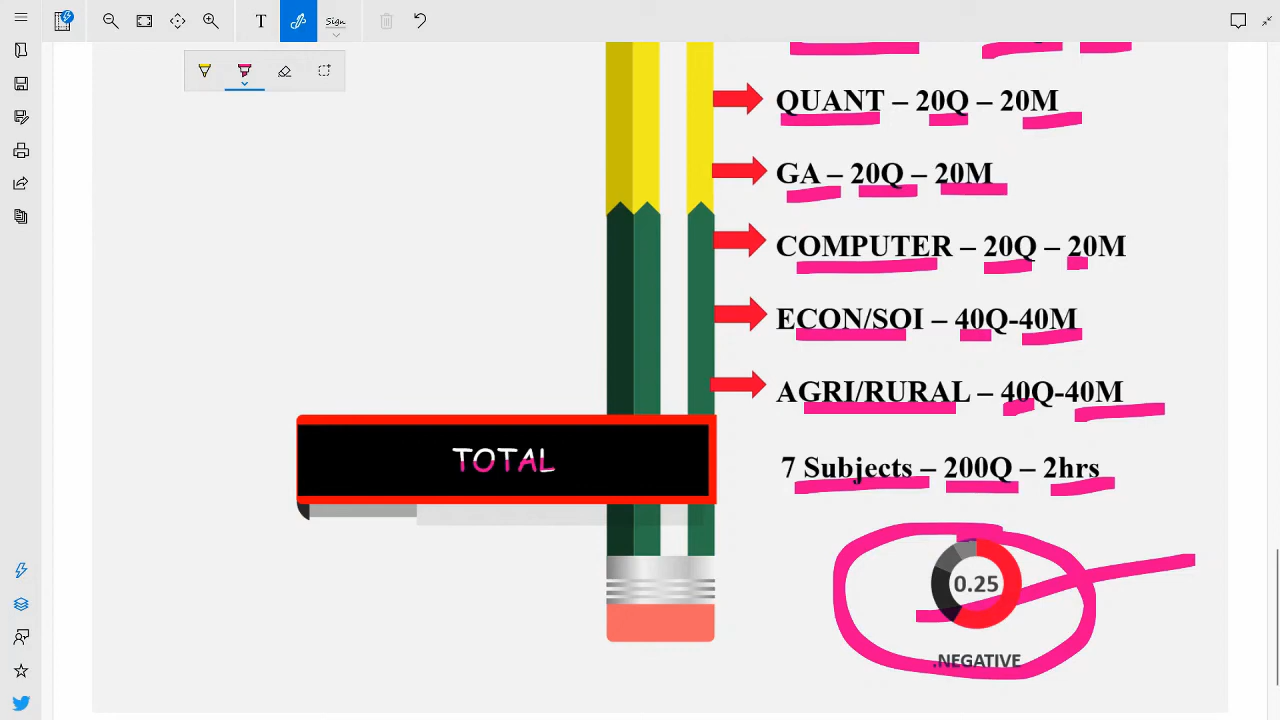 T
Sign
QUANT – 20Q – 20M
GA – 20Q – 20M
COMPUTER – 20Q – 20M
ECON/SOI – 40Q-40M
AGRI/RURAL – 40Q-40M
TOTAL
7 Subjects – 200Q – 2hrs
0.25
.NEGATIVE